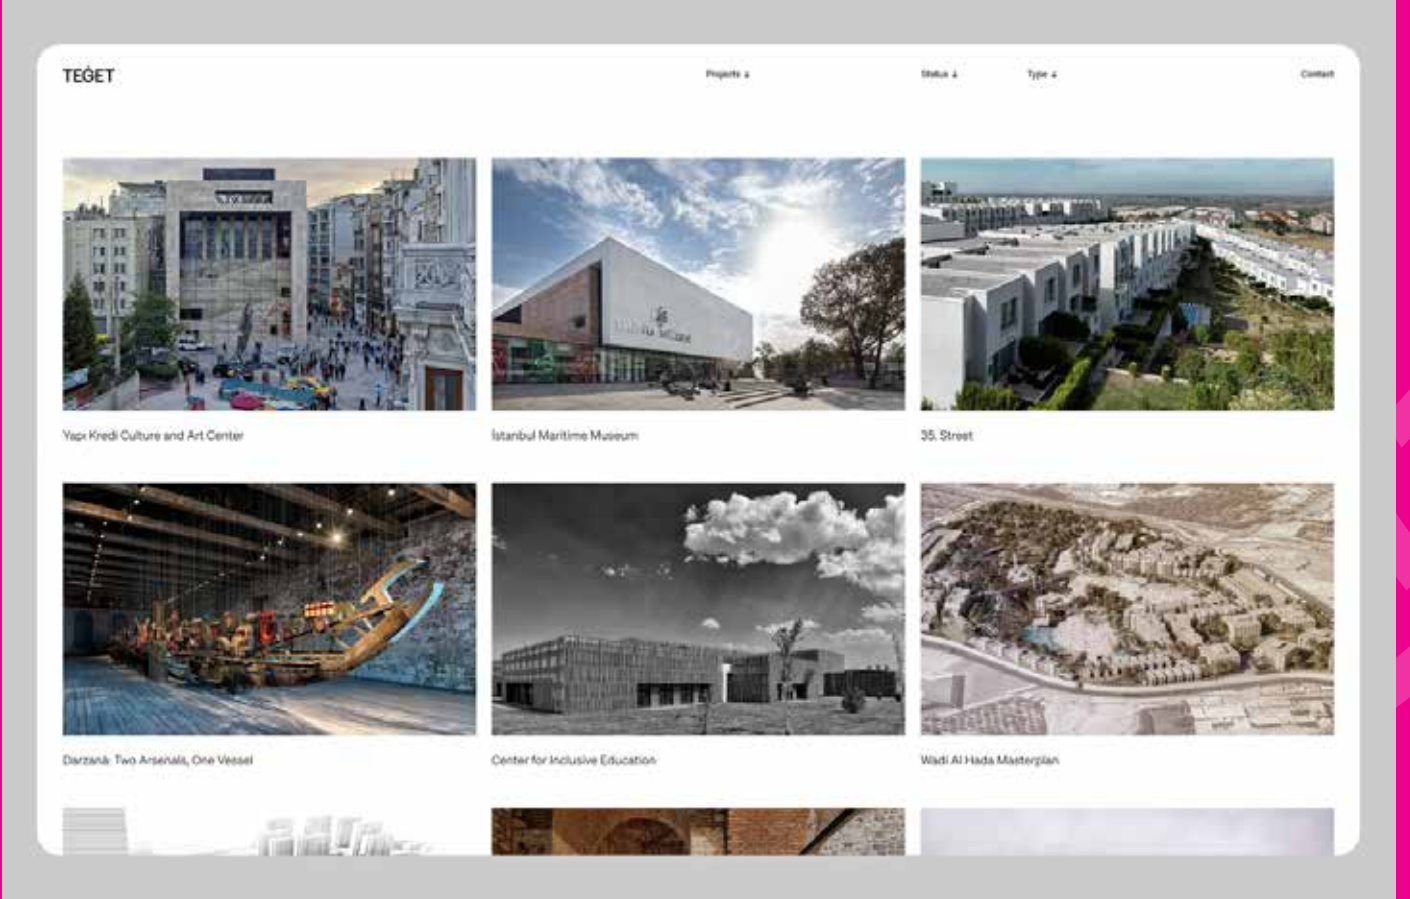 TEĞET
Projects ↓
Status ↓
Type ↓
Contact
Yapı Kredi Culture and Art Center
İstanbul Maritime Museum
35. Street
Darzanà: Two Arsenals, One Vessel
Center for Inclusive Education
Wadi Al Hada Masterplan